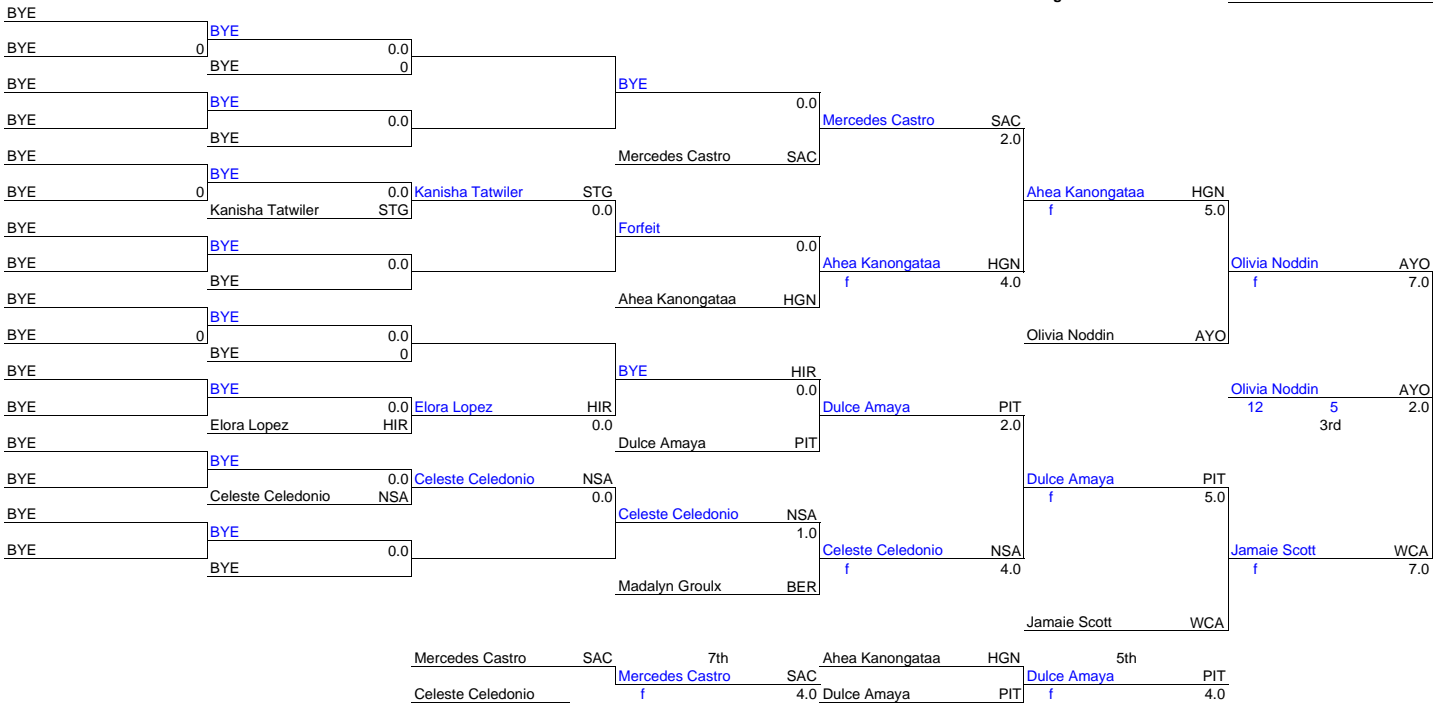 g
BYE
BYE
BYE 0 0.0
BYE 0
BYE BYE
BYE 0.0
BYE 0.0 Mercedes Castro SAC
BYE 2.0
BYE Mercedes Castro SAC
BYE
BYE 0 0.0 Kanisha Tatwiler STG Ahea Kanongataa HGN
Kanisha Tatwiler STG 0.0 f 5.0
BYE Forfeit
BYE 0.0
BYE 0.0 Ahea Kanongataa HGN Olivia Noddin AYO
BYE f 4.0 f 7.0
BYE Ahea Kanongataa HGN
BYE
BYE 0 0.0 Olivia Noddin AYO
BYE 0
BYE BYE HIR
BYE 0.0 Olivia Noddin AYO
BYE 0.0 Elora Lopez HIR Dulce Amaya PIT 12 5 2.0
Elora Lopez HIR 0.0 2.0 3rd
BYE Dulce Amaya PIT
BYE
BYE 0.0 Celeste Celedonio NSA Dulce Amaya PIT
Celeste Celedonio NSA 0.0 f 5.0
BYE Celeste Celedonio NSA
BYE 1.0
BYE 0.0 Celeste Celedonio NSA Jamaie Scott WCA
BYE f 4.0 f 7.0
Madalyn Groulx BER
Jamaie Scott WCA
Mercedes Castro SAC 7th Ahea Kanongataa HGN 5th
Mercedes Castro SAC Dulce Amaya PIT
Celeste Celedonio f 4.0 Dulce Amaya PIT f 4.0